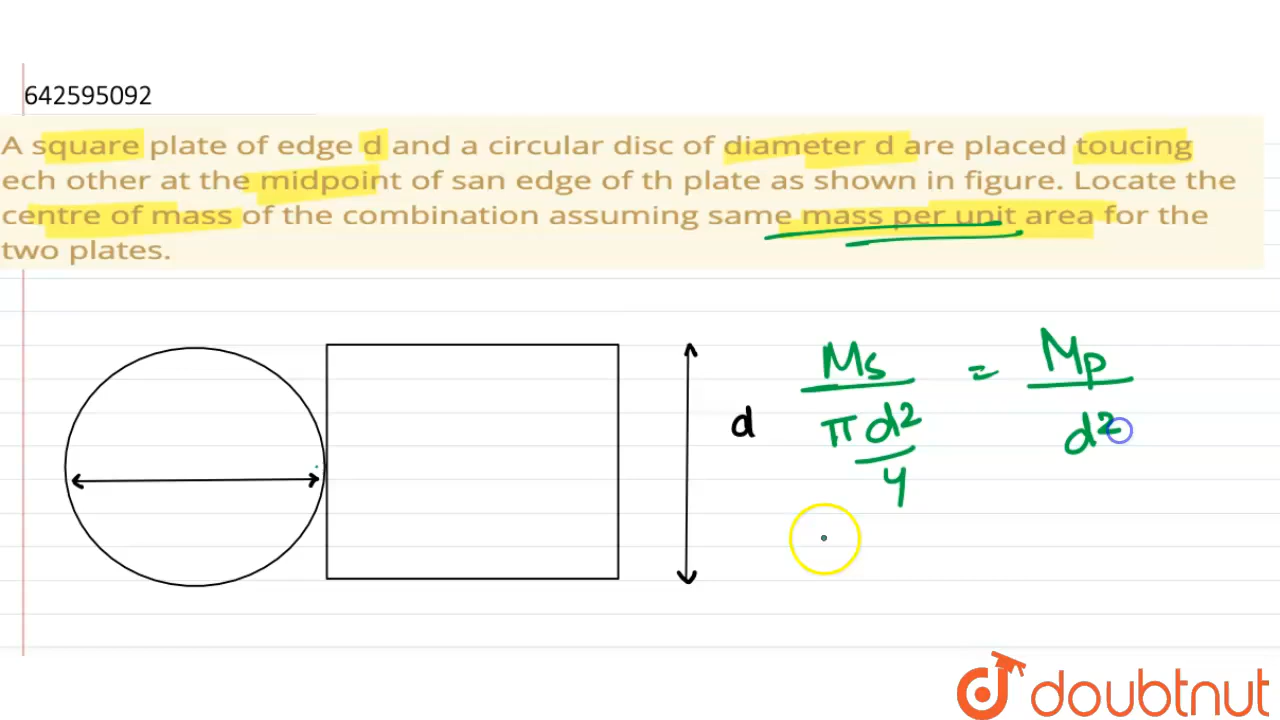 642595092
A square plate of edge d and a circular disc of diameter d are placed toucing
ech other at the midpoint of san edge of th plate as shown in figure. Locate the
centre of mass of the combination assuming same mass per unit area for the
two plates.
d
Ms / (πd²/4) = Mp / d²
doubtnut